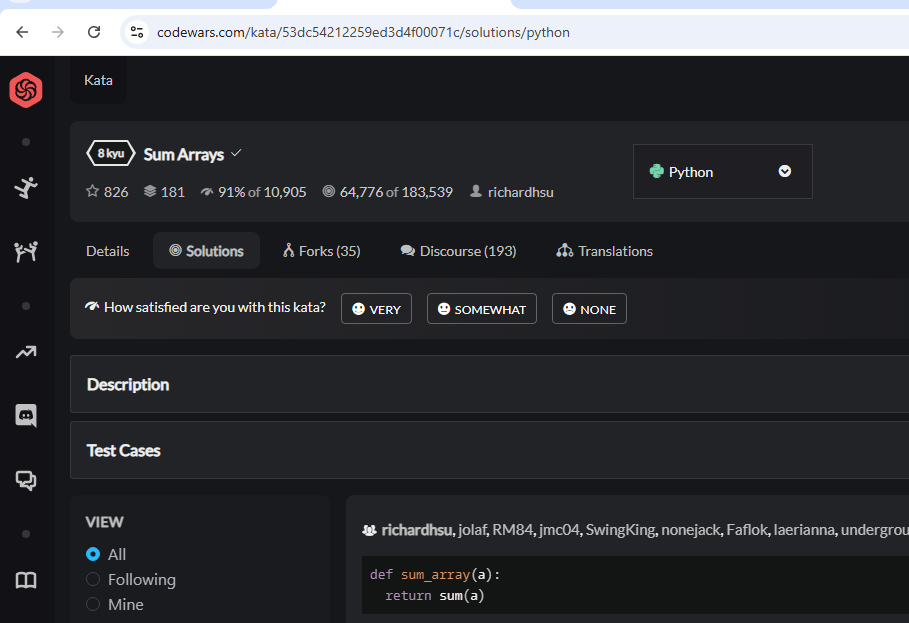 codewars.com/kata/53dc54212259ed3d4f00071c/solutions/python
Kata
8 kyu Sum Arrays
826 181 91% of 10,905 64,776 of 183,539 richardhsu
Python
Details Solutions Forks (35) Discourse (193) Translations
How satisfied are you with this kata? VERY SOMEWHAT NONE
Description
Test Cases
VIEW
All
Following
Mine
richardhsu, jolaf, RM84, jmc04, SwingKing, nonejack, Faflok, laerianna, undergrou
def sum_array(a):
return sum(a)